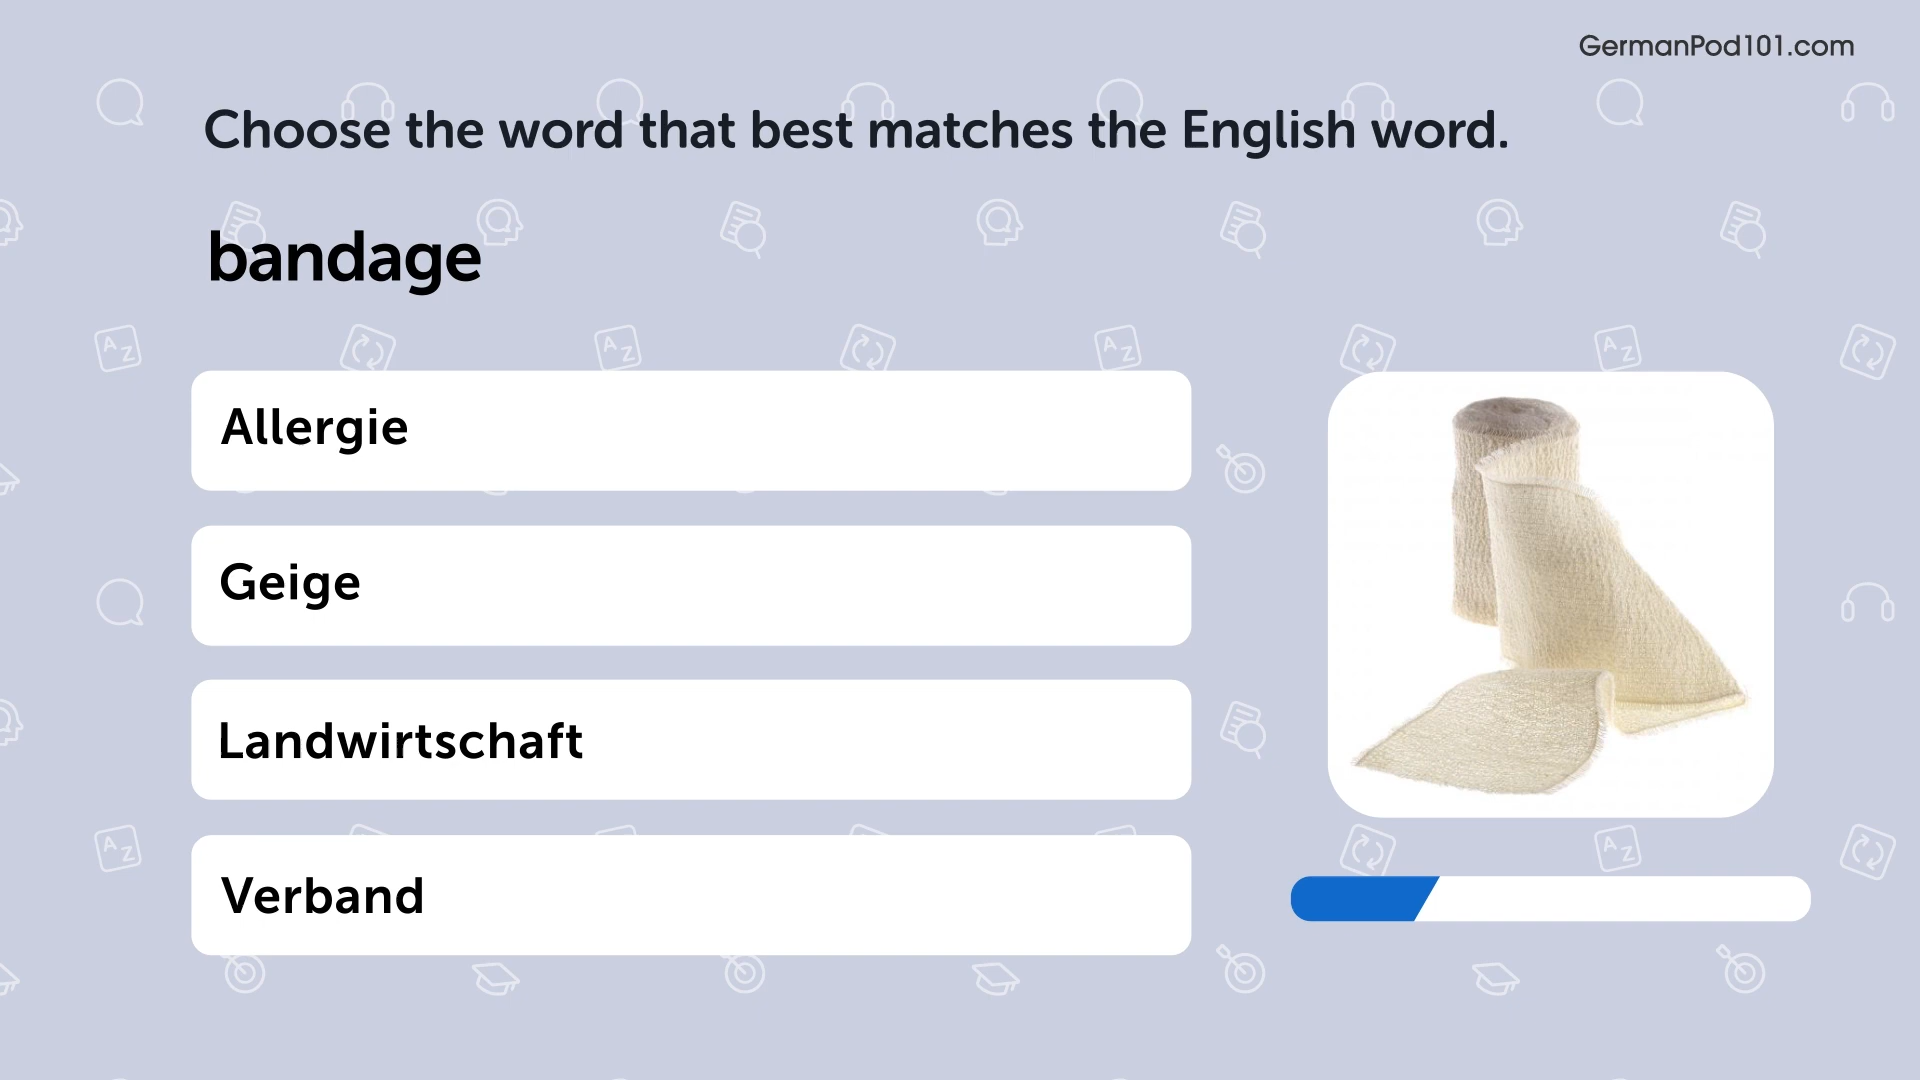 GermanPod101.com
Choose the word that best matches the English word.
bandage
Allergie
Geige
Landwirtschaft
Verband